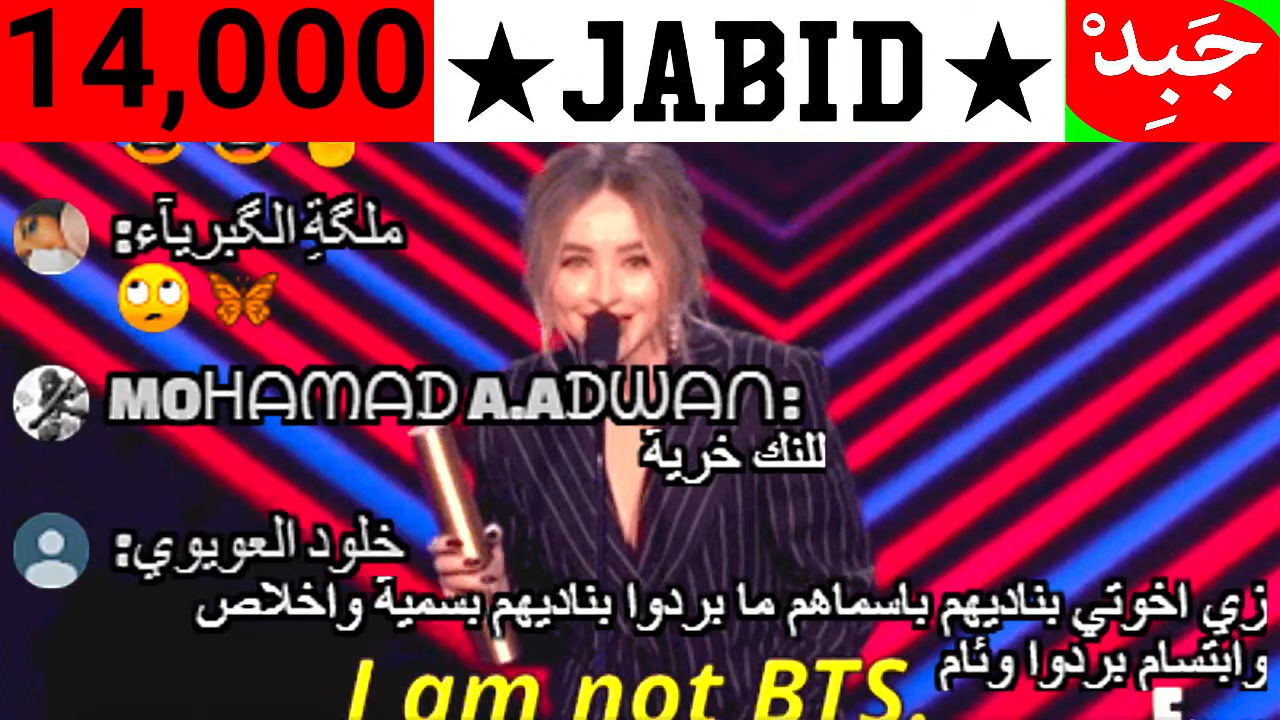 14,000
★JABID★
جَبِدْ
ملگةِ الگبريآء:
🙄 🦋
MOHAMAD A.ADWAN:
للنك خرية
خلود العويوي:
زي اخوتي بناديهم باسماهم ما بردوا بناديهم بسمية واخلاص
وابتسام بردوا وئام
I am not BTS.
E